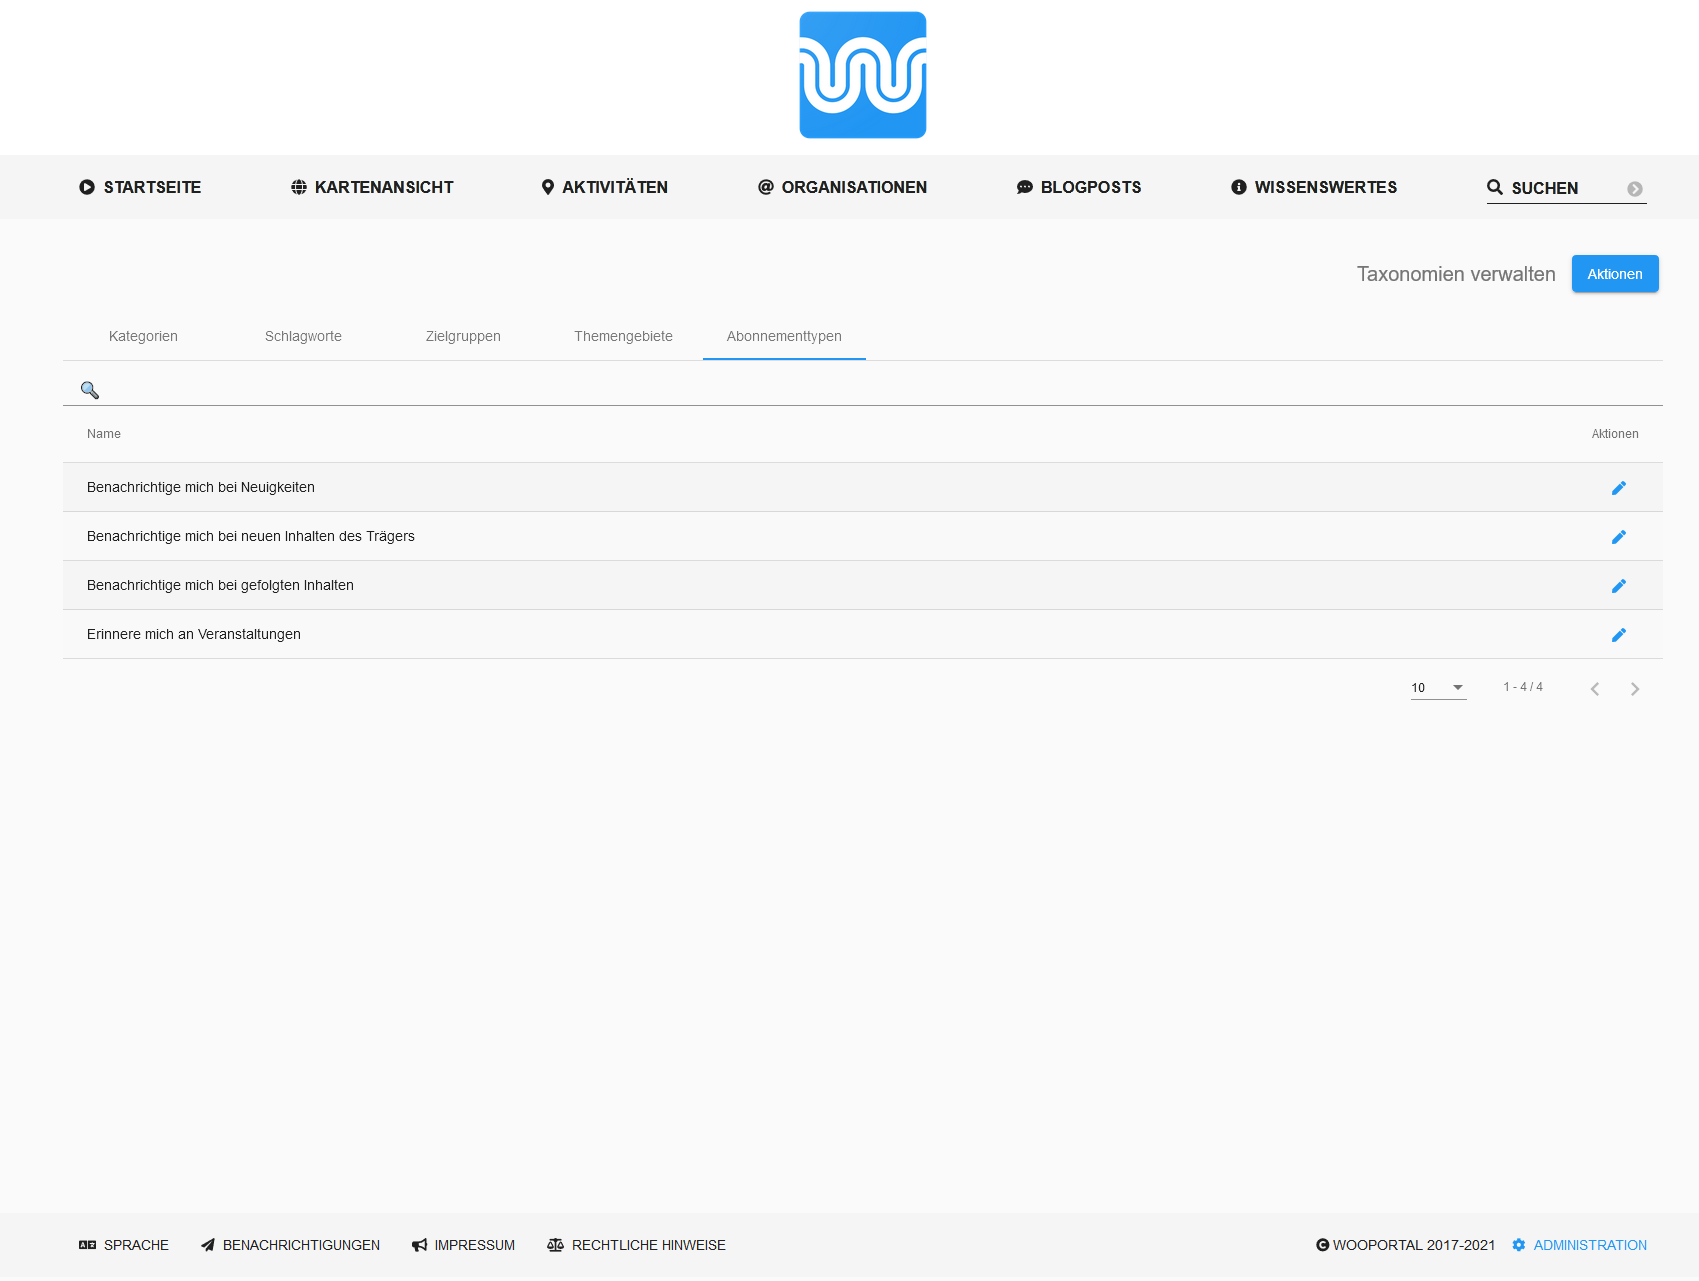 STARTSEITE KARTENANSICHT AKTIVITÄTEN ORGANISATIONEN BLOGPOSTS WISSENSWERTES SUCHEN
Taxonomien verwalten Aktionen
Kategorien Schlagworte Zielgruppen Themengebiete Abonnementtypen
Name Aktionen
Benachrichtige mich bei Neuigkeiten
Benachrichtige mich bei neuen Inhalten des Trägers
Benachrichtige mich bei gefolgten Inhalten
Erinnere mich an Veranstaltungen
10 1 - 4 / 4
SPRACHE BENACHRICHTIGUNGEN IMPRESSUM RECHTLICHE HINWEISE WOOPORTAL 2017-2021 ADMINISTRATION